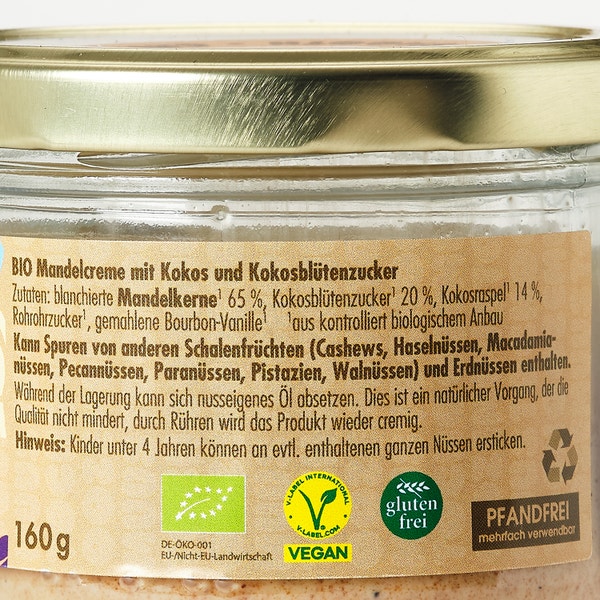 BIO Mandelcreme mit Kokos und Kokosblütenzucker
Zutaten: blanchierte Mandelkerne¹ 65 %, Kokosblütenzucker¹ 20 %, Kokosraspel¹ 14 %,
Rohrohrzucker¹, gemahlene Bourbon-Vanille¹ ¹aus kontrolliert biologischem Anbau
Kann Spuren von anderen Schalenfrüchten (Cashews, Haselnüssen, Macadamia-
nüssen, Pecannüssen, Paranüssen, Pistazien, Walnüssen) und Erdnüssen enthalten.
Während der Lagerung kann sich nusseigenes Öl absetzen. Dies ist ein natürlicher Vorgang, der die
Qualität nicht mindert, durch Rühren wird das Produkt wieder cremig.
Hinweis: Kinder unter 4 Jahren können an evtl. enthaltenen ganzen Nüssen ersticken.
160 g
DE-ÖKO-001
EU-/Nicht-EU-Landwirtschaft
V-LABEL INTERNATIONAL
V-LABEL.COM
VEGAN
gluten
frei
PFANDFREI
mehrfach verwendbar